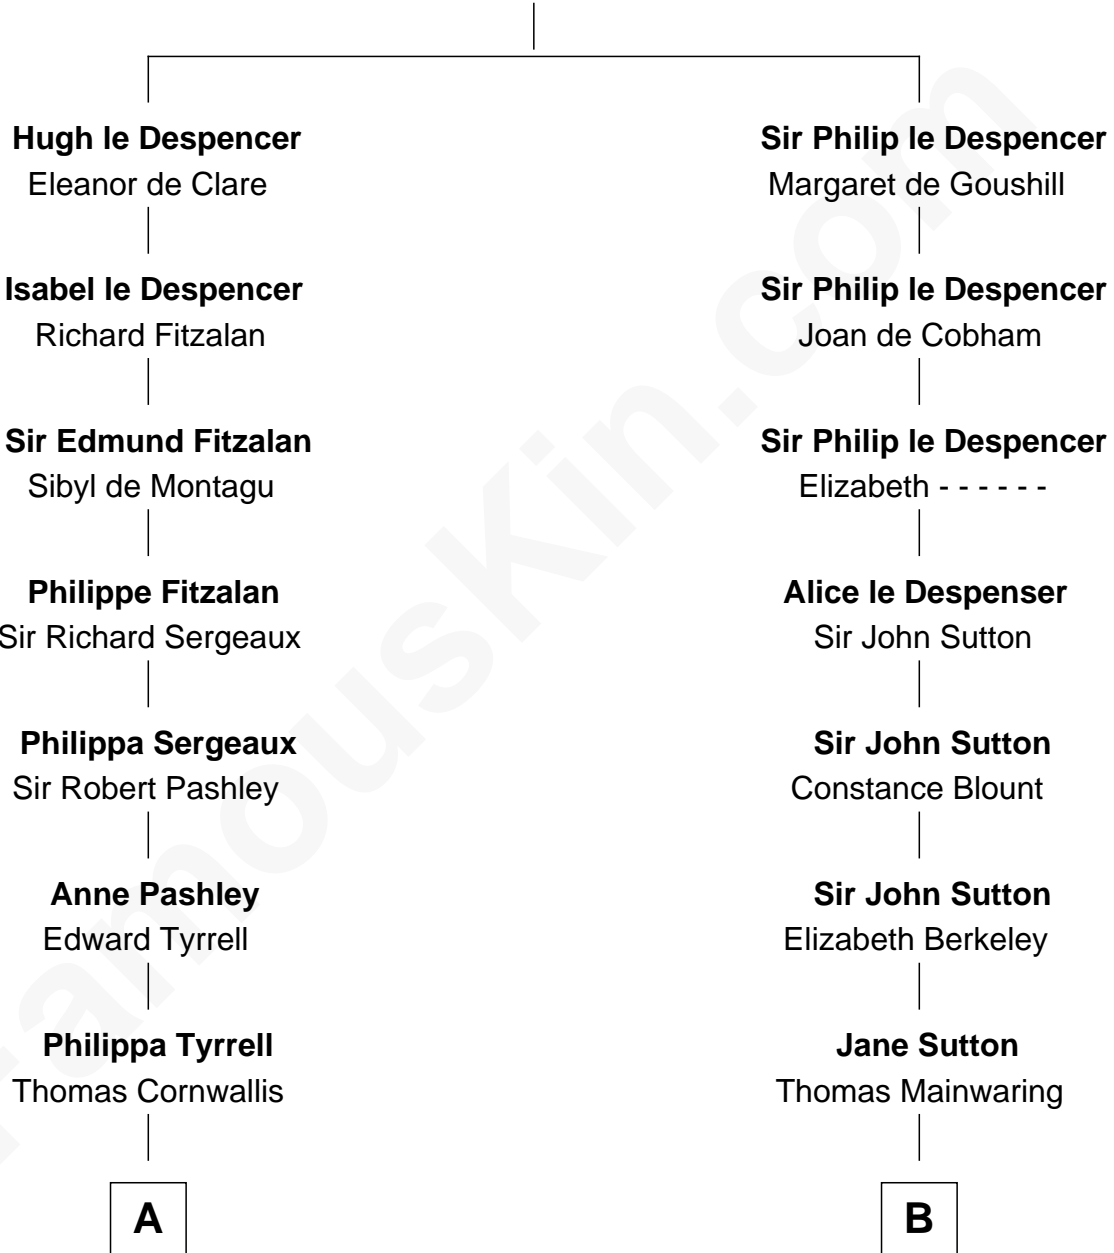 Hugh le Despencer
Eleanor de Clare
Isabel le Despencer
Richard Fitzalan
Sir Edmund Fitzalan
Sibyl de Montagu
Philippe Fitzalan
Sir Richard Sergeaux
Philippa Sergeaux
Sir Robert Pashley
Anne Pashley
Edward Tyrrell
Philippa Tyrrell
Thomas Cornwallis
A
Sir Philip le Despencer
Margaret de Goushill
Sir Philip le Despencer
Joan de Cobham
Sir Philip le Despencer
Elizabeth - - - - - -
Alice le Despenser
Sir John Sutton
Sir John Sutton
Constance Blount
Sir John Sutton
Elizabeth Berkeley
Jane Sutton
Thomas Mainwaring
B
FamousKin.com